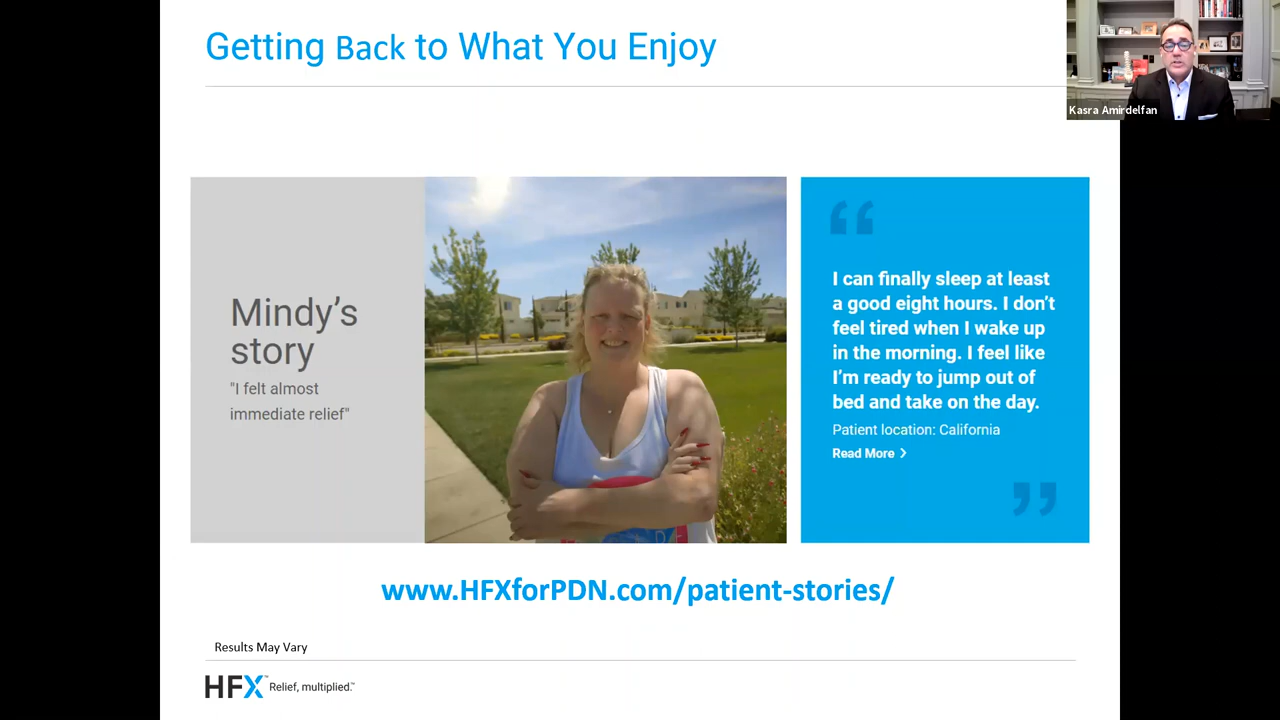 Getting Back to What You Enjoy
Kasra Amirdelfan
Mindy's
story
"I felt almost
immediate relief"
“
I can finally sleep at least
a good eight hours. I don't
feel tired when I wake up
in the morning. I feel like
I'm ready to jump out of
bed and take on the day.
Patient location: California
Read More >
”
www.HFXforPDN.com/patient-stories/
Results May Vary
HFX™ Relief, multiplied.™